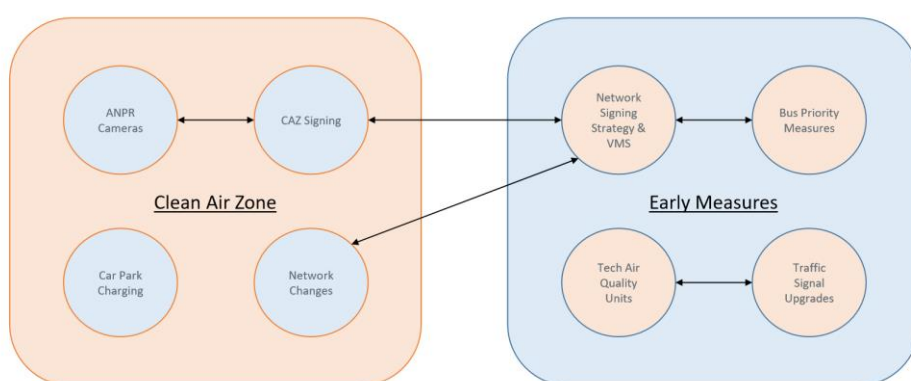 ANPR
Cameras
CAZ Signing
Clean Air Zone
Car Park
Charging
Network
Changes
Network
Signing
Strategy &
VMS
Bus Priority
Measures
Early Measures
Tech Air
Quality
Units
Traffic
Signal
Upgrades